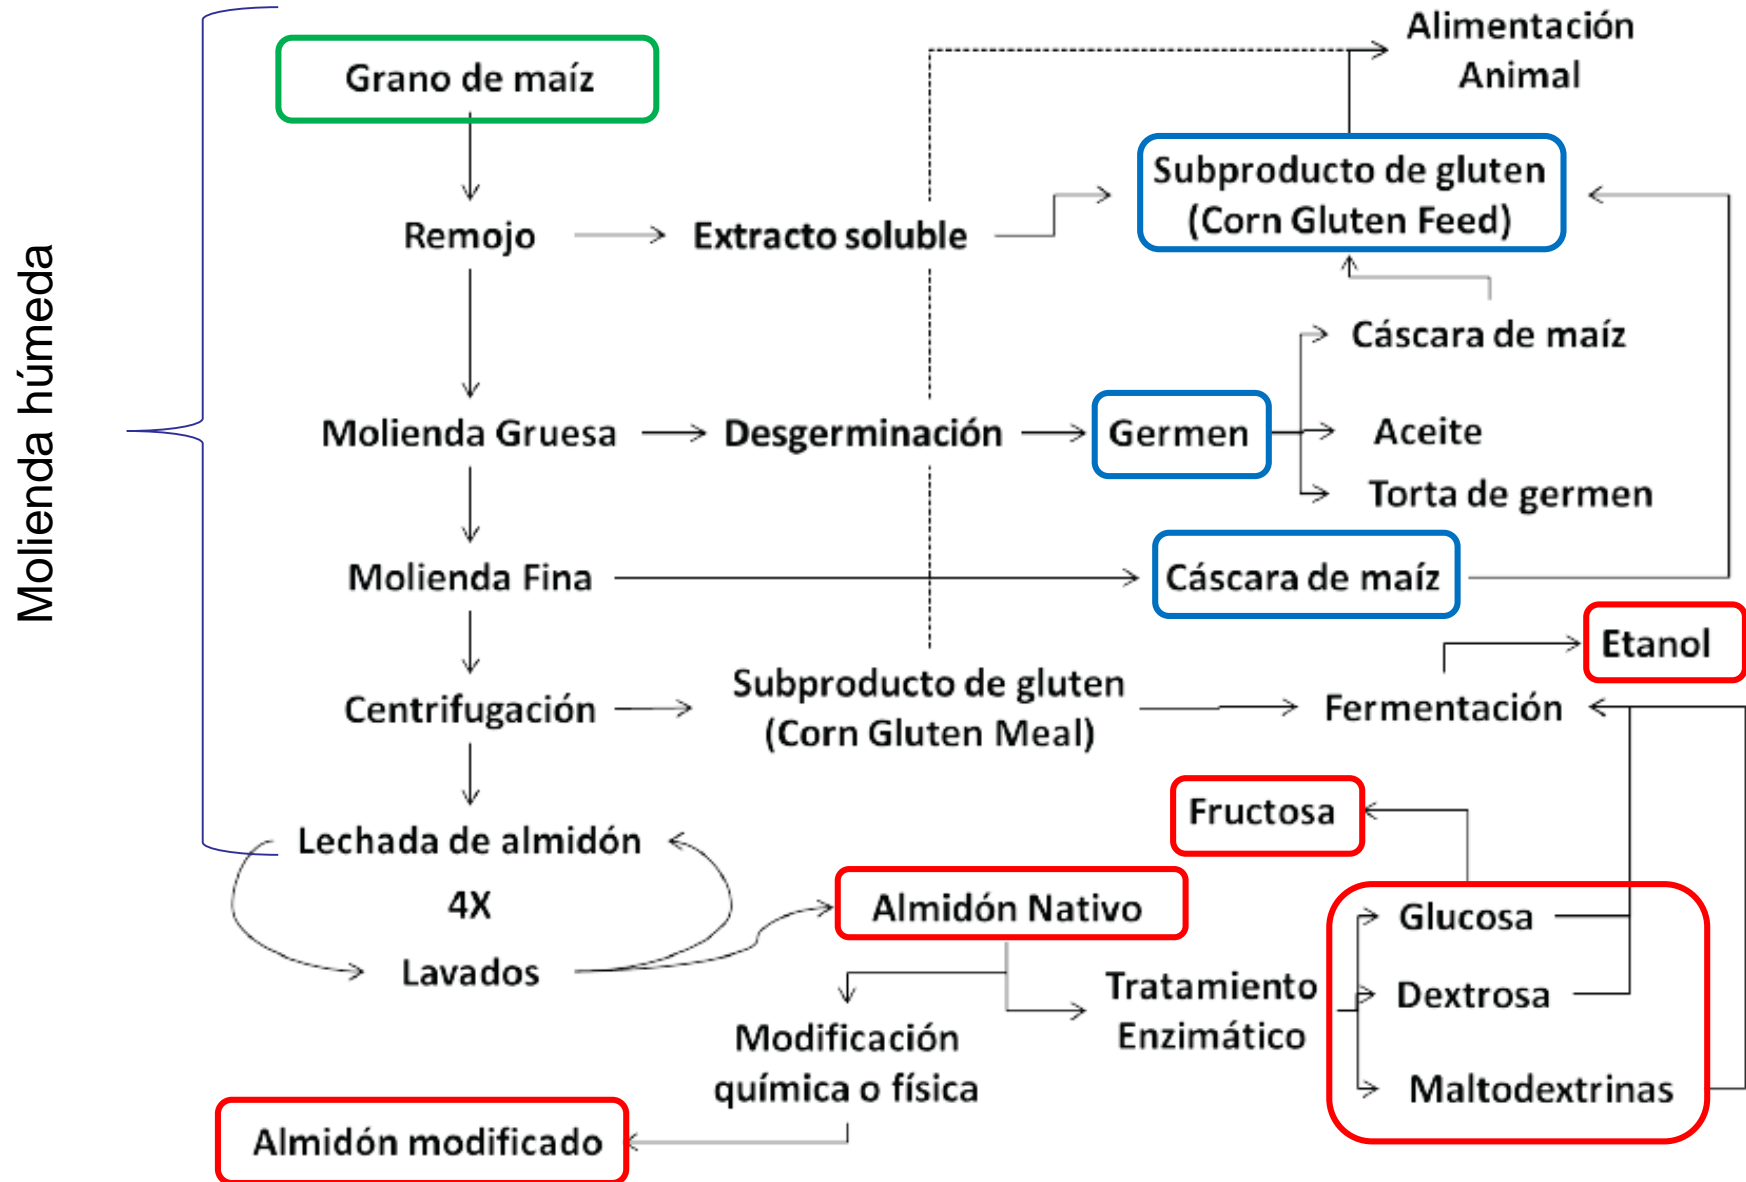 Molienda húmeda
Grano de maíz
Alimentación
Animal
Subproducto de gluten
(Corn Gluten Feed)
Remojo
Extracto soluble
Cáscara de maíz
Molienda Gruesa
Desgerminación
Germen
Aceite
Torta de germen
Molienda Fina
Cáscara de maíz
Etanol
Centrifugación
Subproducto de gluten
(Corn Gluten Meal)
Fermentación
Fructosa
Lechada de almidón
4X
Lavados
Almidón Nativo
Glucosa
Dextrosa
Maltodextrinas
Tratamiento
Enzimático
Modificación
química o física
Almidón modificado